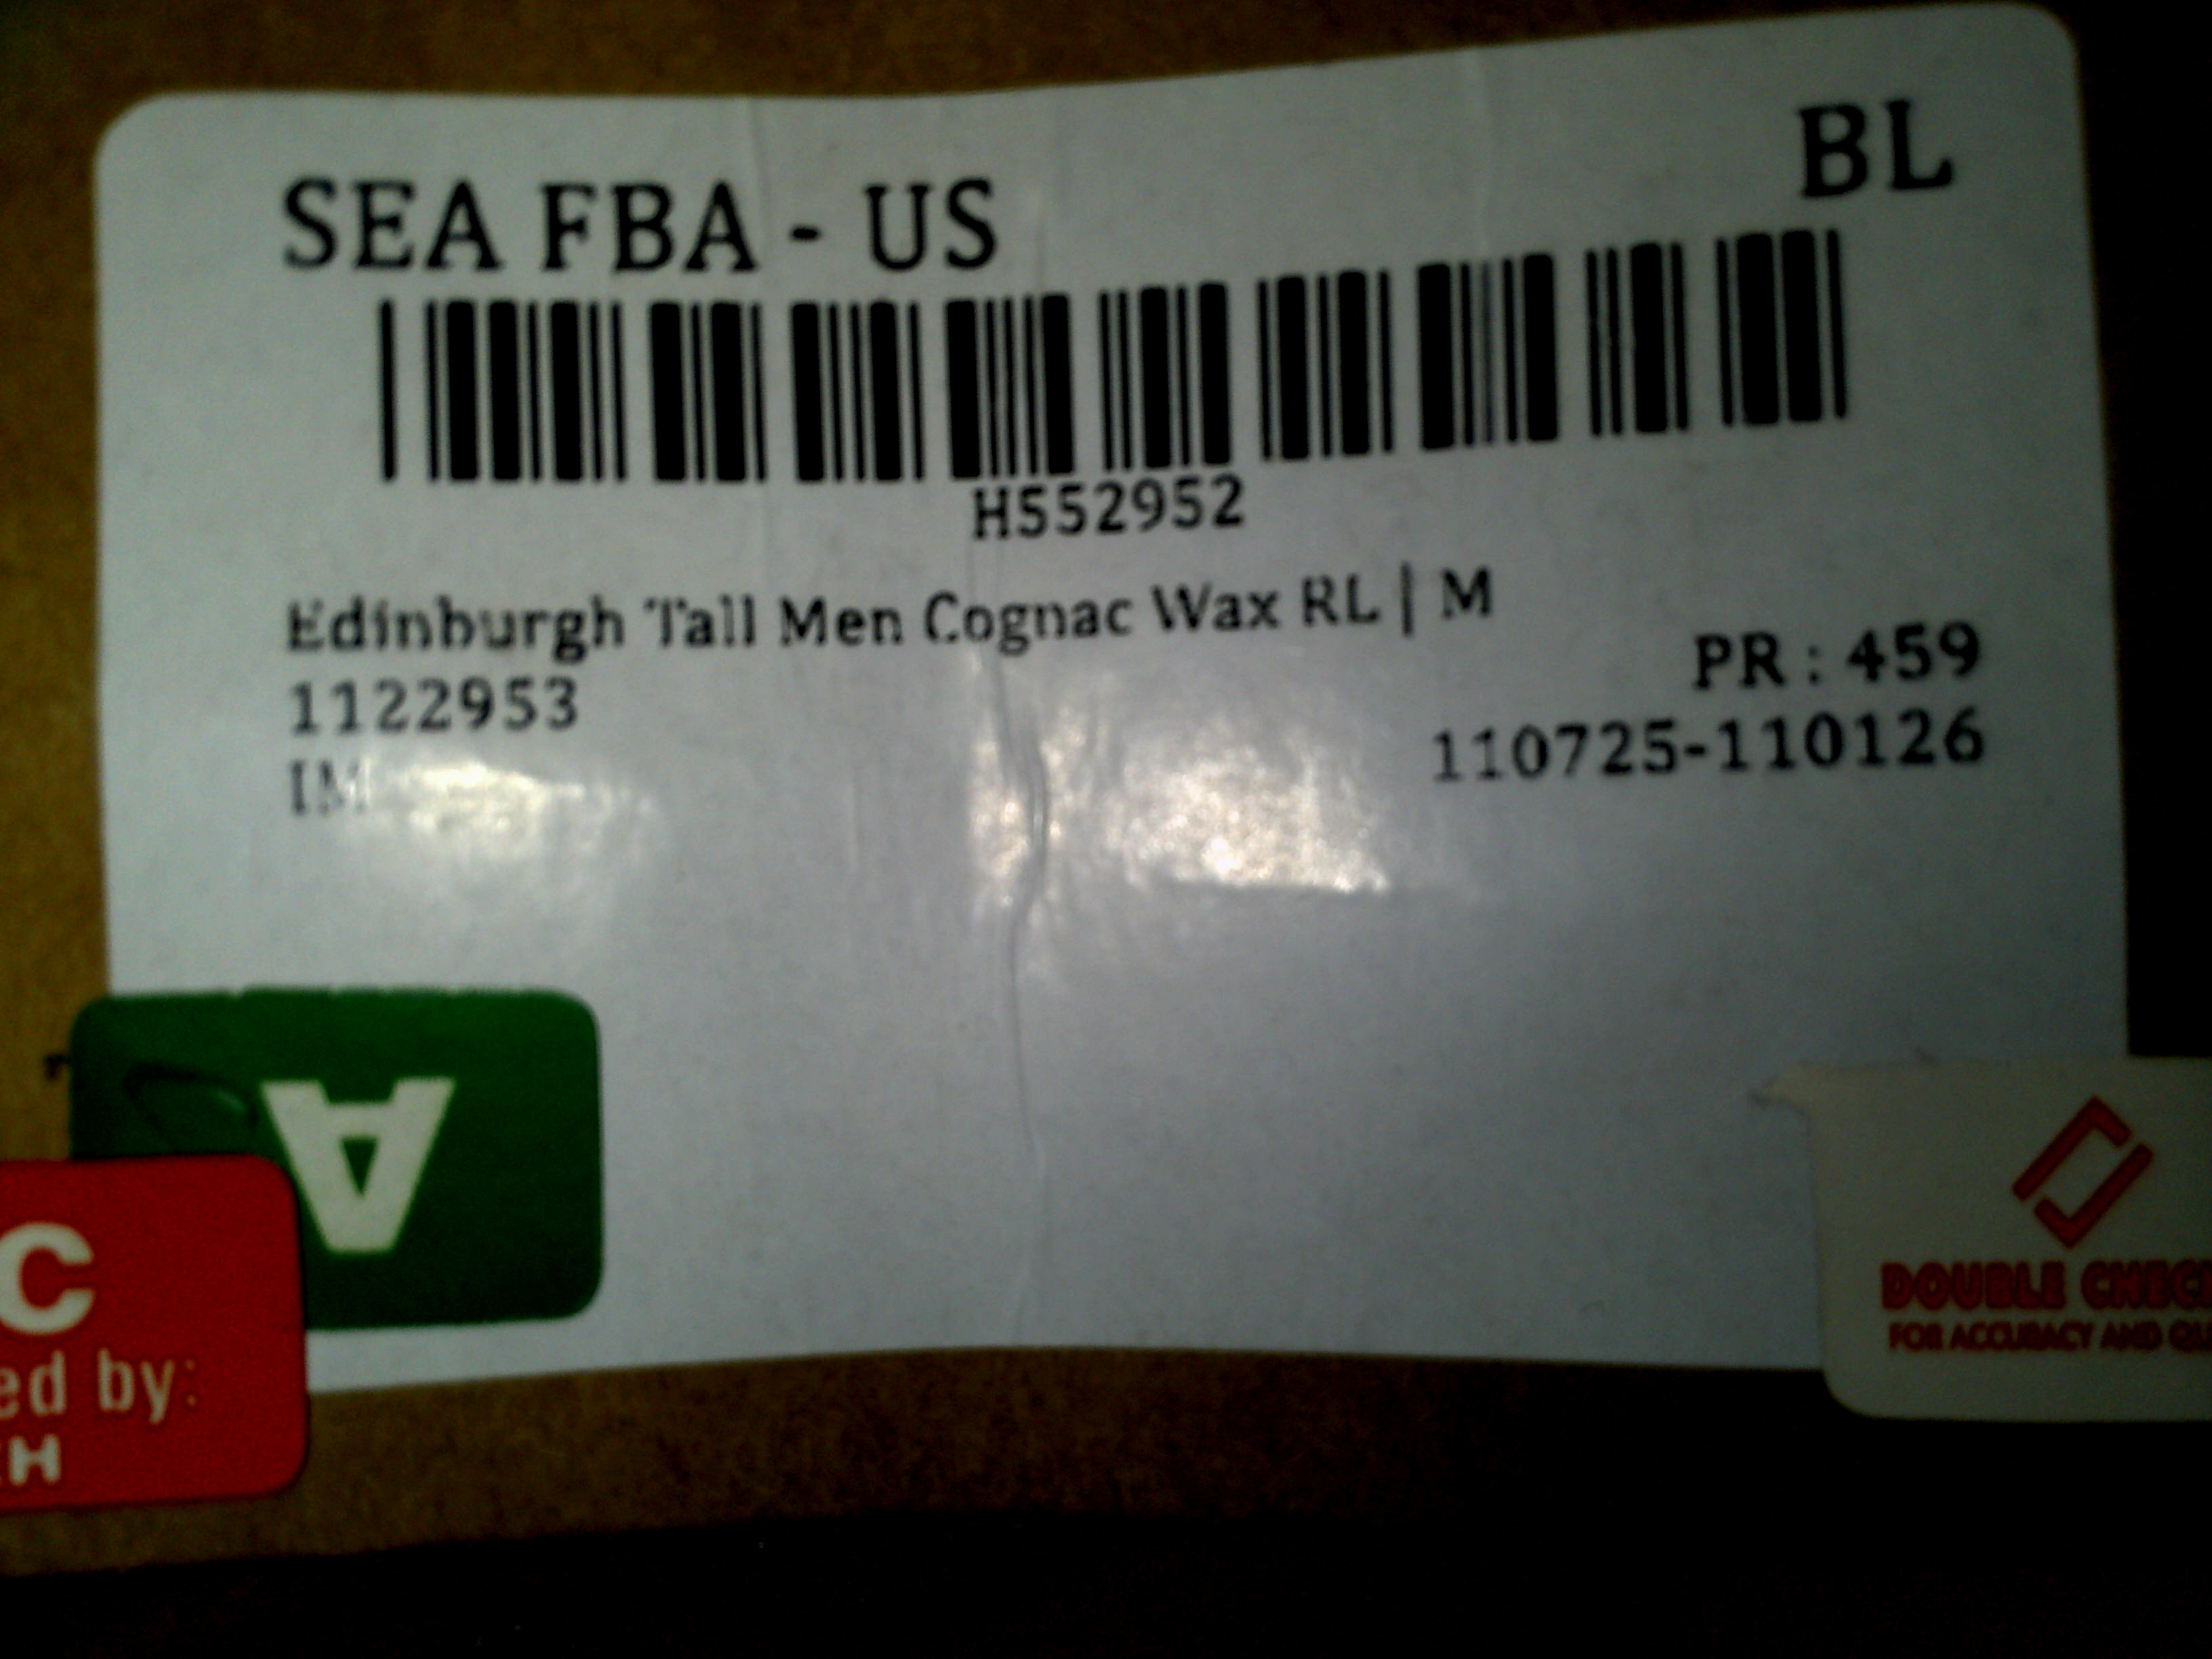 SEA FBA - US
BL
H552952
Edinburgh Tall Men Cognac Wax RL | M
PR : 459
1122953
110725-110126
A
C
ed by:
H
DOUBLE CHECK
FOR ACCURACY AND